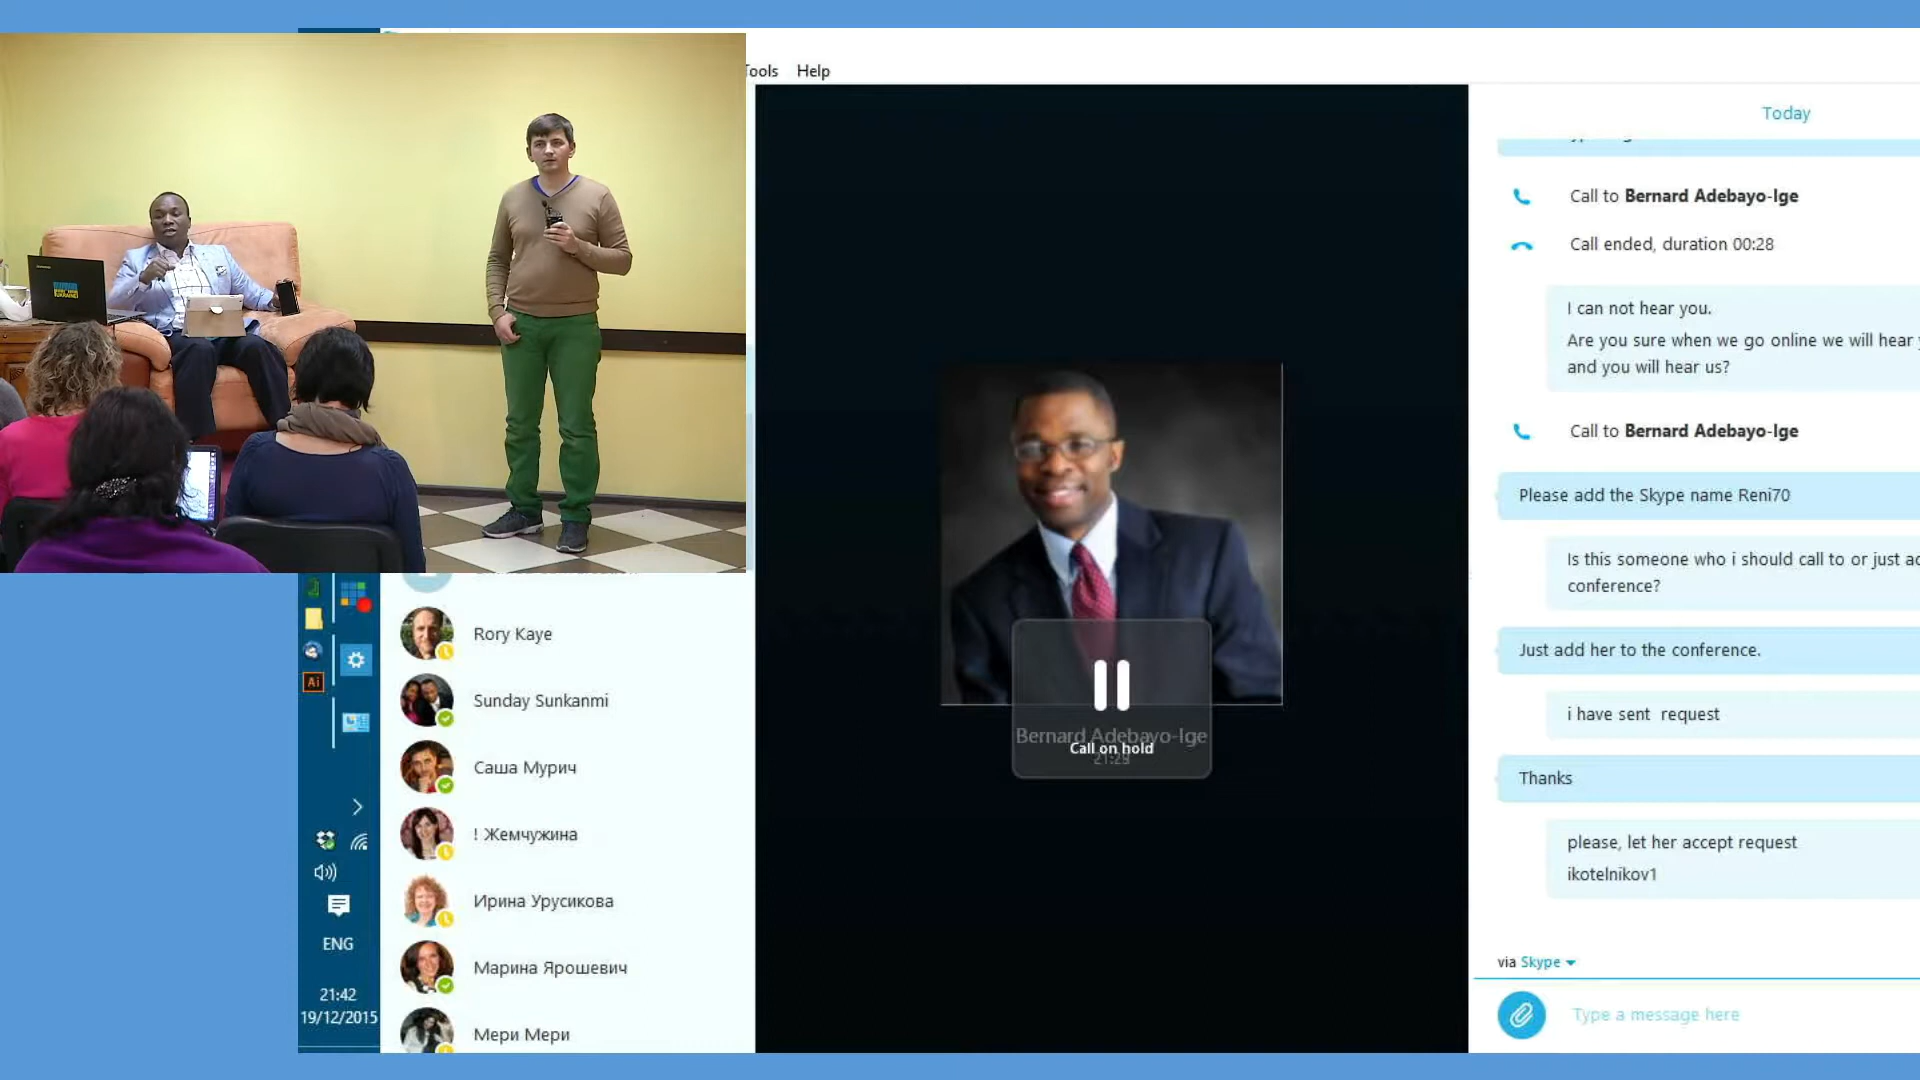 Tools Help
Today
Call to Bernard Adebayo-Ige
Call ended, duration 00:28
I can not hear you.
Are you sure when we go online we will hear
and you will hear us?
Call to Bernard Adebayo-Ige
Please add the Skype name Reni70
Is this someone who i should call to or just
conference?
Just add her to the conference.
i have sent request
Thanks
please, let her accept request
ikotelnikov1
via Skype
Type a message here
Bernard Adebayo-Ige
Call on hold
Rory Kaye
Sunday Sunkanmi
Саша Мурич
! Жемчужина
Ирина Урусикова
Марина Ярошевич
Мери Мери
Ai
ENG
21:42
19/12/2015